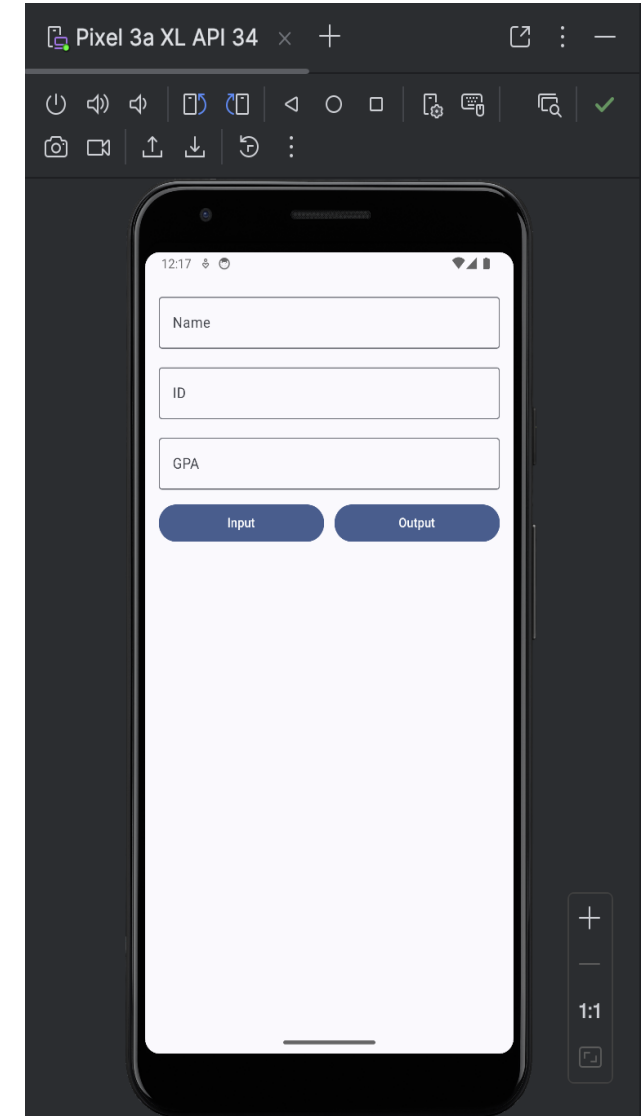 Pixel 3a XL API 34
12:17
Name
ID
GPA
Input Output
1:1